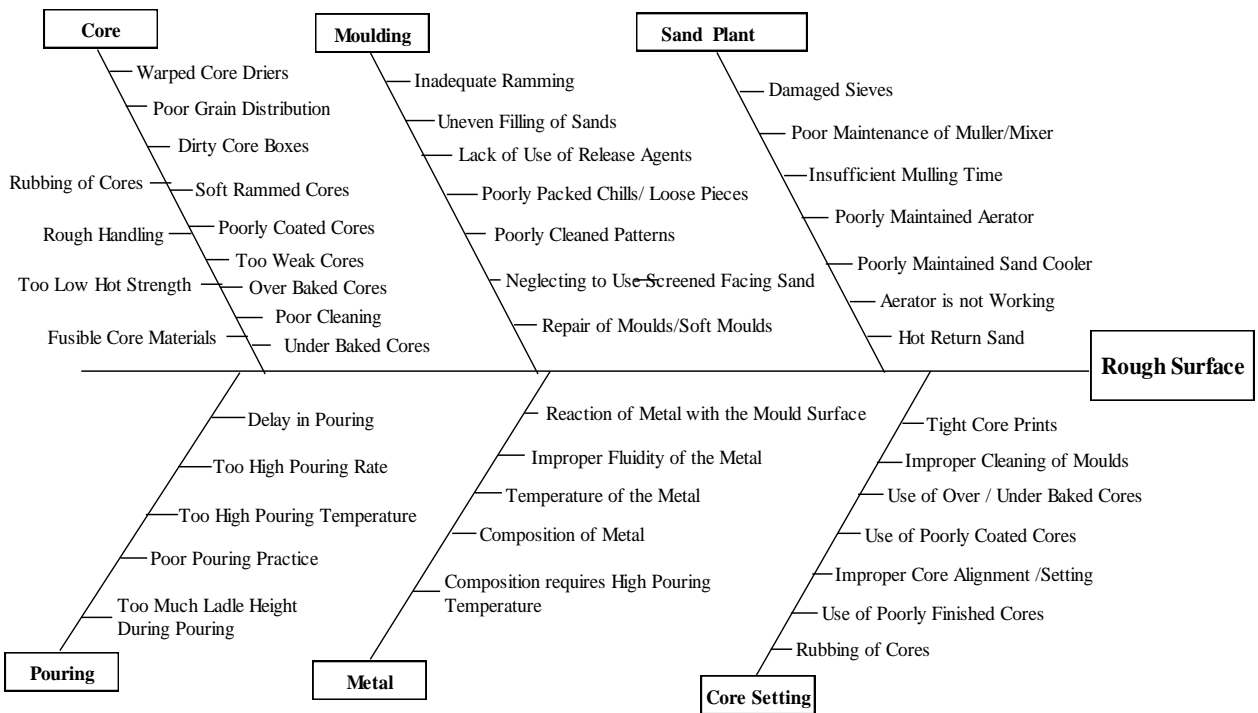 Core
Warped Core Driers
Poor Grain Distribution
Dirty Core Boxes
Rubbing of Cores
Soft Rammed Cores
Rough Handling
Poorly Coated Cores
Too Weak Cores
Too Low Hot Strength
Over Baked Cores
Poor Cleaning
Fusible Core Materials
Under Baked Cores
Moulding
Inadequate Ramming
Uneven Filling of Sands
Lack of Use of Release Agents
Poorly Packed Chills/ Loose Pieces
Poorly Cleaned Patterns
Neglecting to Use Screened Facing Sand
Repair of Moulds/Soft Moulds
Sand Plant
Damaged Sieves
Poor Maintenance of Muller/Mixer
Insufficient Mulling Time
Poorly Maintained Aerator
Poorly Maintained Sand Cooler
Aerator is not Working
Hot Return Sand
Rough Surface
Delay in Pouring
Too High Pouring Rate
Too High Pouring Temperature
Poor Pouring Practice
Too Much Ladle Height
During Pouring
Pouring
Reaction of Metal with the Mould Surface
Improper Fluidity of the Metal
Temperature of the Metal
Composition of Metal
Composition requires High Pouring
Temperature
Metal
Tight Core Prints
Improper Cleaning of Moulds
Use of Over / Under Baked Cores
Use of Poorly Coated Cores
Improper Core Alignment /Setting
Use of Poorly Finished Cores
Rubbing of Cores
Core Setting